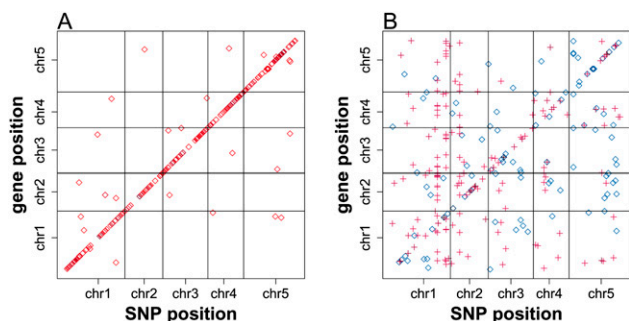 A
gene position
chr5
chr4
chr3
chr2
chr1
chr1 chr2 chr3 chr4 chr5
SNP position
B
gene position
chr5
chr4
chr3
chr2
chr1
chr1 chr2 chr3 chr4 chr5
SNP position